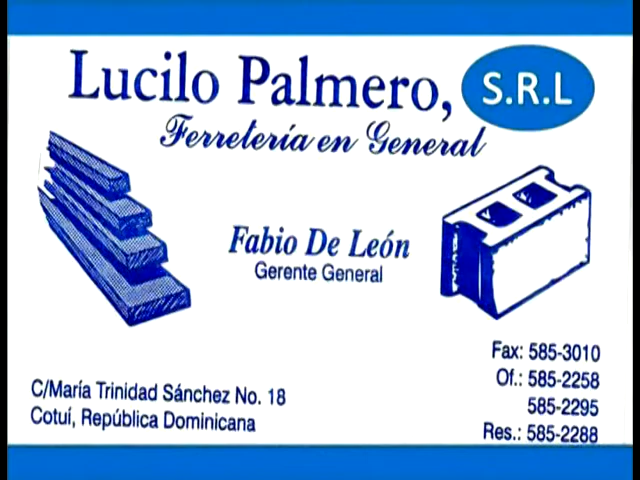 Lucilo Palmero, S.R.L
Ferretería en General
Fabio De León
Gerente General
Fax: 585-3010
Of.: 585-2258
585-2295
Res.: 585-2288
C/María Trinidad Sánchez No. 18
Cotuí, República Dominicana